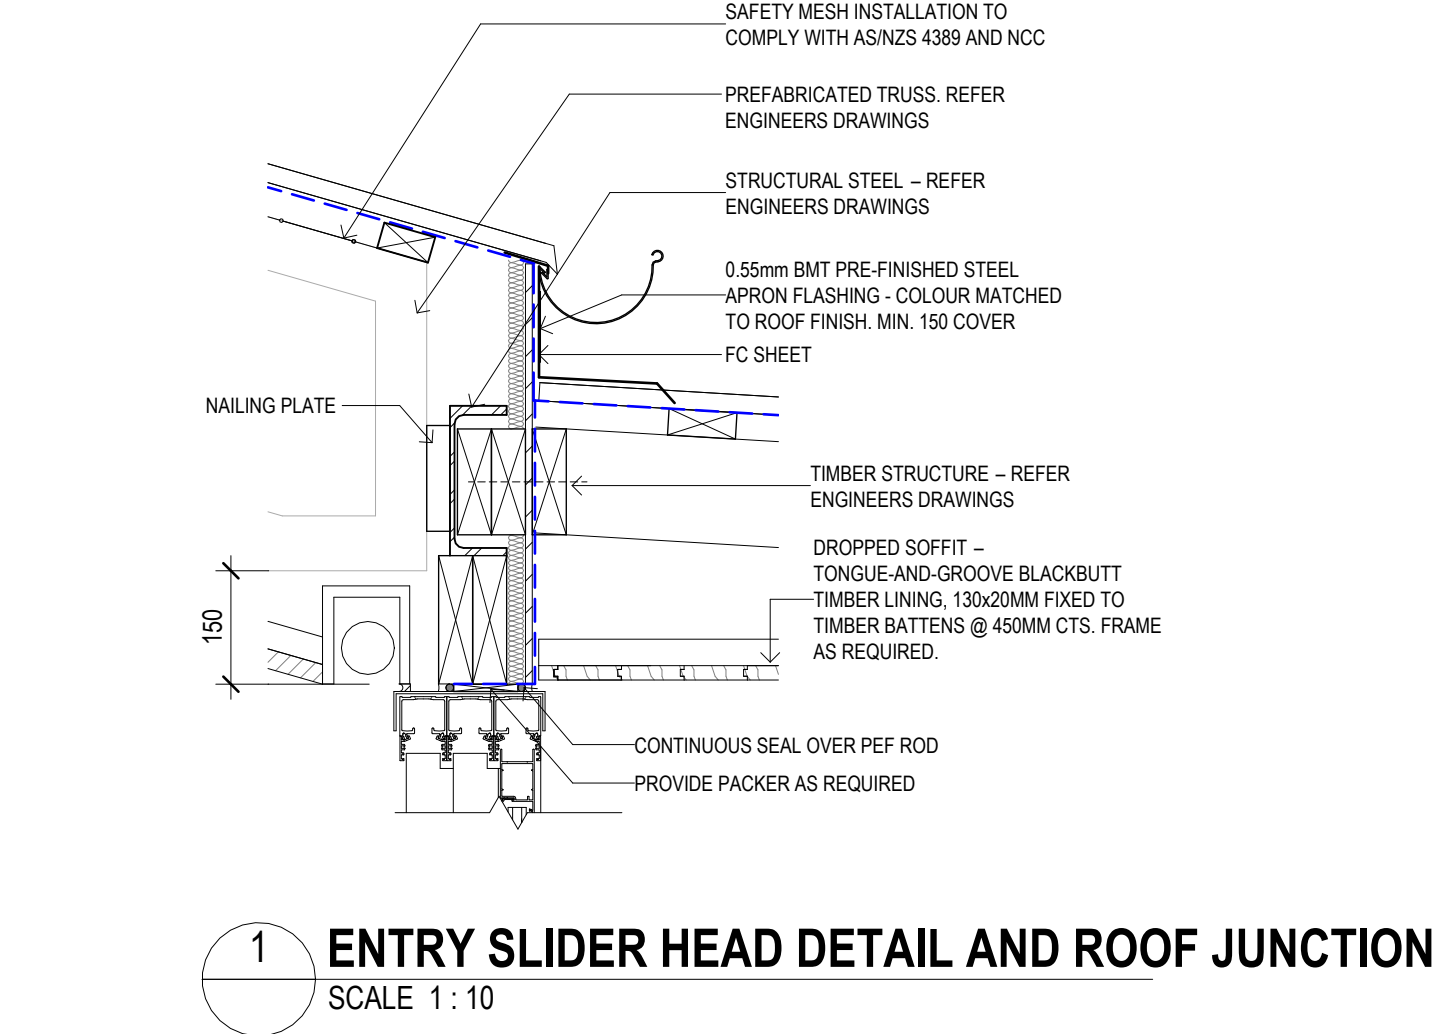 SAFETY MESH INSTALLATION TO
COMPLY WITH AS/NZS 4389 AND NCC
PREFABRICATED TRUSS. REFER
ENGINEERS DRAWINGS
STRUCTURAL STEEL – REFER
ENGINEERS DRAWINGS
0.55mm BMT PRE-FINISHED STEEL
APRON FLASHING - COLOUR MATCHED
TO ROOF FINISH. MIN. 150 COVER
FC SHEET
NAILING PLATE
TIMBER STRUCTURE – REFER
ENGINEERS DRAWINGS
DROPPED SOFFIT –
TONGUE-AND-GROOVE BLACKBUTT
TIMBER LINING, 130x20MM FIXED TO
TIMBER BATTENS @ 450MM CTS. FRAME
AS REQUIRED.
150
CONTINUOUS SEAL OVER PEF ROD
PROVIDE PACKER AS REQUIRED
1
ENTRY SLIDER HEAD DETAIL AND ROOF JUNCTION
SCALE 1 : 10